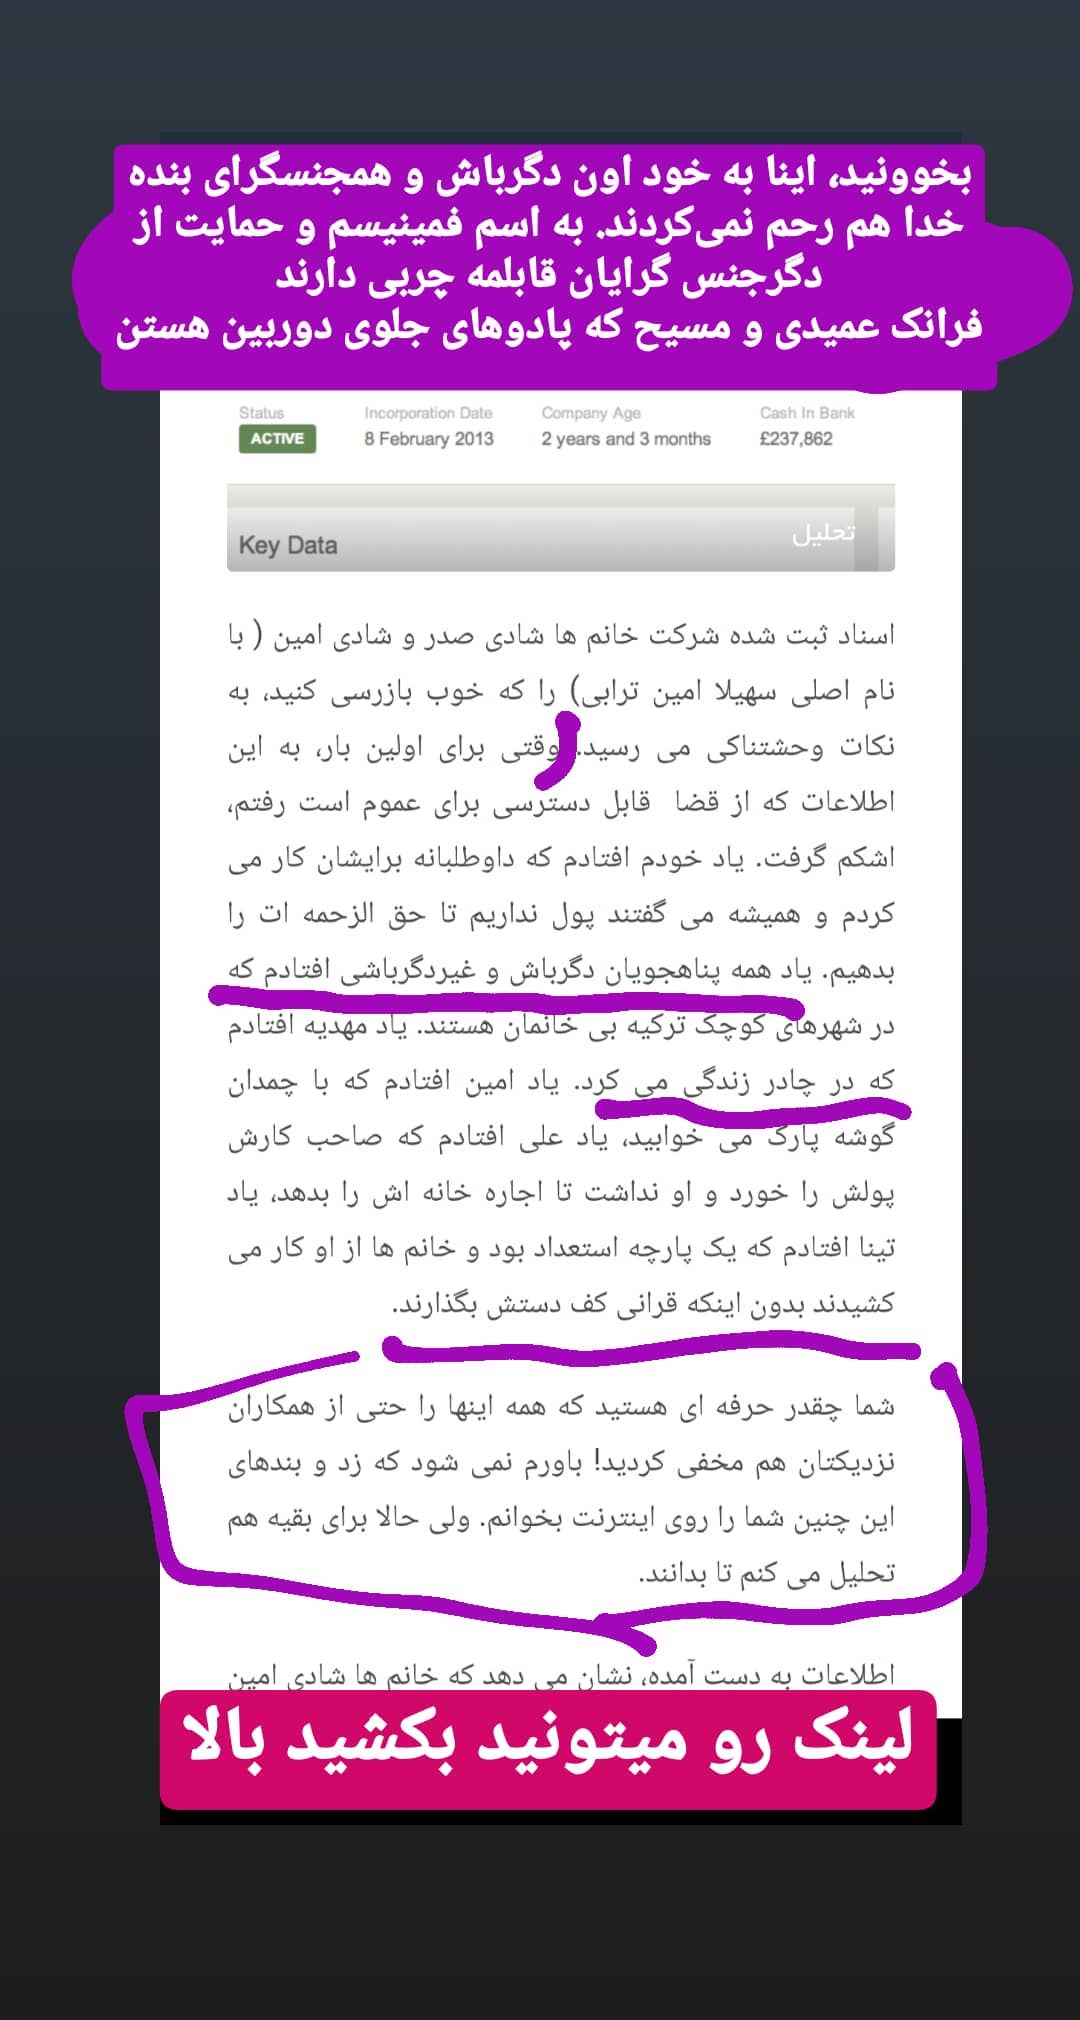 بخوونید، اینا به خود اون دگرباش و همجنسگرای بنده
خدا هم رحم نمی‌کردند. به اسم فمینیسم و حمایت از
دگرجنس گرایان قابلمه چربی دارند
فرانک عمیدی و مسیح که پادوهای جلوی دوربین هستن
Status Incorporation Date Company Age Cash In Bank
ACTIVE 8 February 2013 2 years and 3 months £237,862
تحلیل
Key Data
اسناد ثبت شده شرکت خانم ها شادی صدر و شادی امین ( با
نام اصلی سهیلا امین ترابی) را که خوب بازرسی کنید، به
نکات وحشتناکی می رسید. وقتی برای اولین بار، به این
اطلاعات که از قضا قابل دسترسی برای عموم است رفتم،
اشکم گرفت. یاد خودم افتادم که داوطلبانه برایشان کار می
کردم و همیشه می گفتند پول نداریم تا حق الزحمه ات را
بدهیم. یاد همه پناهجویان دگرباش و غیردگرباشی افتادم که
در شهرهای کوچک ترکیه بی خانمان هستند. یاد مهدیه افتادم
که در چادر زندگی می کرد. یاد امین افتادم که با چمدان
گوشه پارک می خوابید، یاد علی افتادم که صاحب کارش
پولش را خورد و او نداشت تا اجاره خانه اش را بدهد، یاد
تینا افتادم که یک پارچه استعداد بود و خانم ها از او کار می
کشیدند بدون اینکه قرانی کف دستش بگذارند.
شما چقدر حرفه ای هستید که همه اینها را حتی از همکاران
نزدیکتان هم مخفی کردید! باورم نمی شود که زد و بندهای
این چنین شما را روی اینترنت بخوانم. ولی حالا برای بقیه هم
تحلیل می کنم تا بدانند.
اطلاعات به دست آمده، نشان می دهد که خانم ها شادی امین
لینک رو میتونید بکشید بالا